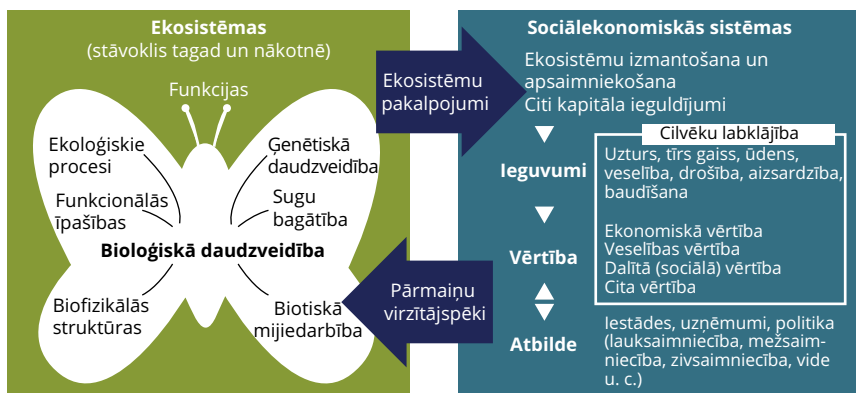 Ekosistēmas
(stāvoklis tagad un nākotnē)
Funkcijas
Ekoloģiskie
procesi
Ģenētiskā
daudzveidība
Funkcionālās
īpašības
Sugu
bagātība
Bioloģiskā daudzveidība
Biofizikālās
struktūras
Biotiskā
mijiedarbība
Ekosistēmu
pakalpojumi
Pārmaiņu
virzītājspēki
Sociālekonomiskās sistēmas
Ekosistēmu izmantošana un
apsaimniekošana
Citi kapitāla ieguldījumi
Cilvēku labklājība
Ieguvumi
Uzturs, tīrs gaiss, ūdens,
veselība, drošība, aizsardzība,
baudīšana
Vērtība
Ekonomiskā vērtība
Veselības vērtība
Dalītā (sociālā) vērtība
Cita vērtība
Atbilde
Iestādes, uzņēmumi, politika
(lauksaimniecība, mežsaim-
niecība, zivsaimniecība, vide
u. c.)